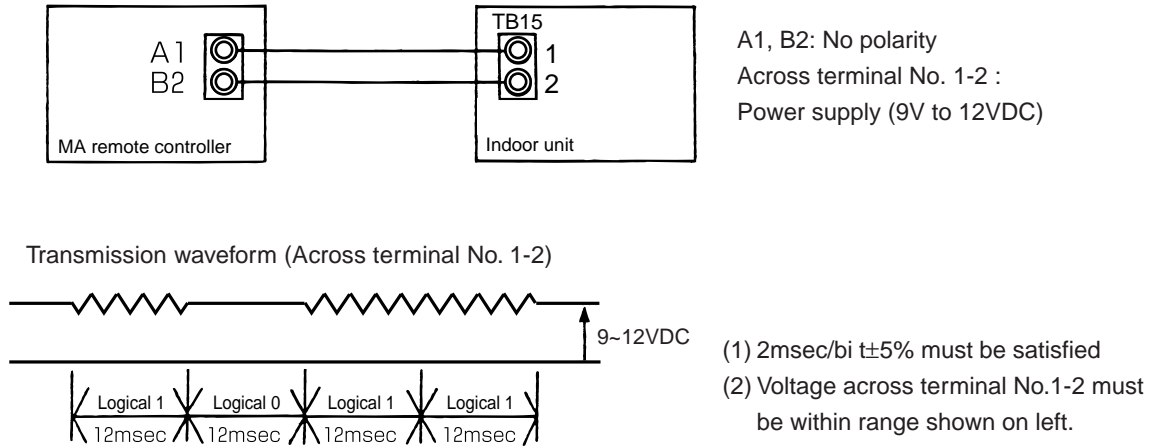 TB15
A1
B2
1
2
MA remote controller
Indoor unit
A1, B2: No polarity
Across terminal No. 1-2 :
Power supply (9V to 12VDC)
Transmission waveform (Across terminal No. 1-2)
9~12VDC
Logical 1 Logical 0 Logical 1 Logical 1
12msec 12msec 12msec 12msec
(1) 2msec/bi t±5% must be satisfied
(2) Voltage across terminal No.1-2 must
be within range shown on left.